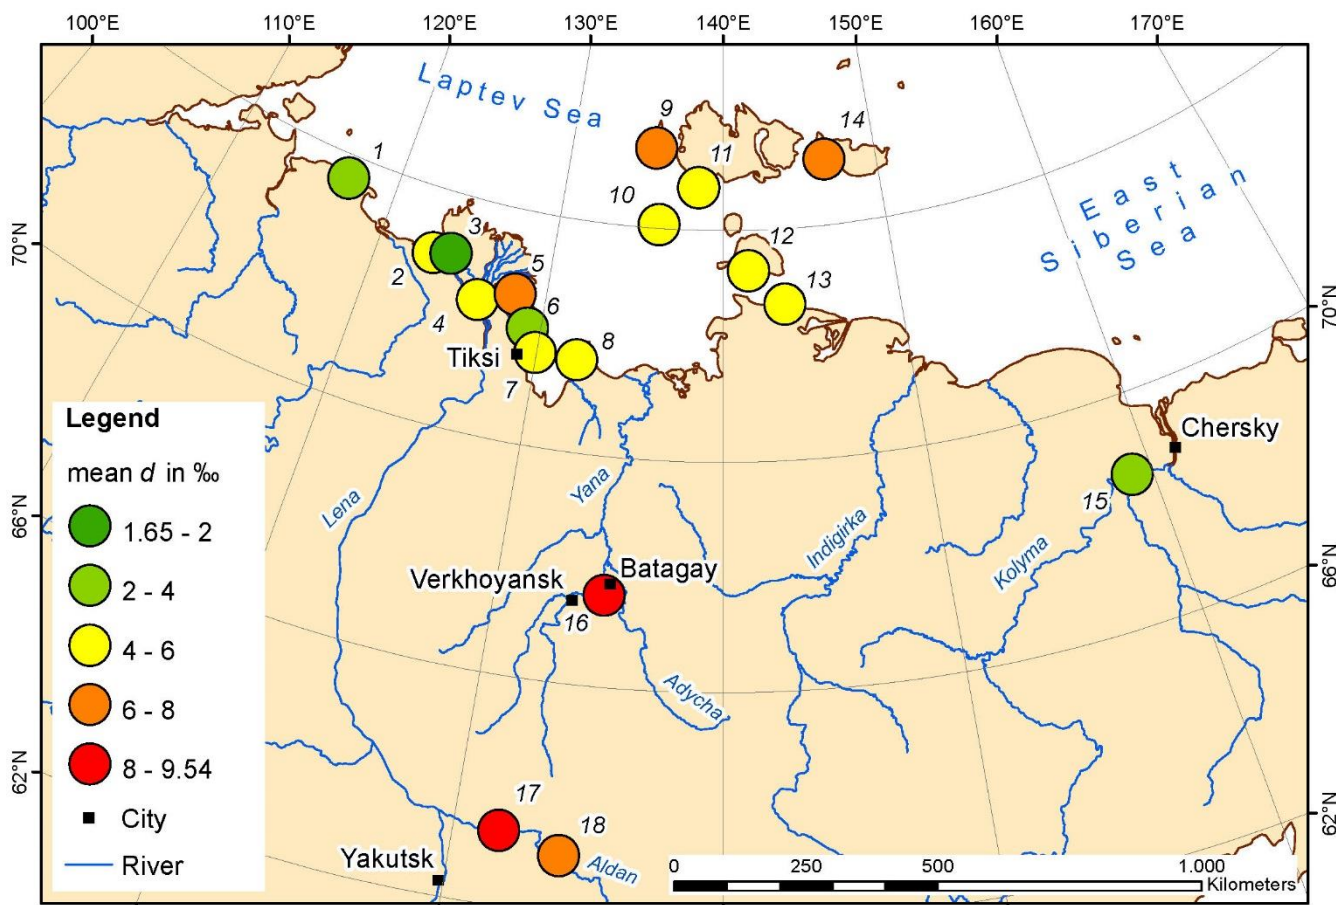 100°E
110°E
120°E
130°E
140°E
150°E
160°E
170°E
Laptev Sea
9
14
1
11
10
East
Siberian
Sea
70°N
3
12
2
5
13
70°N
6
4
8
Tiksi
7
Legend
Chersky
mean d in ‰
15
Yana
Lena
66°N
1.65 - 2
Indigirka
Kolyma
66°N
2 - 4
Verkhoyansk
Batagay
16
4 - 6
Adycha
6 - 8
62°N
8 - 9.54
62°N
17
City
18
River
Yakutsk
Aldan
0
250
500
1.000
Kilometers